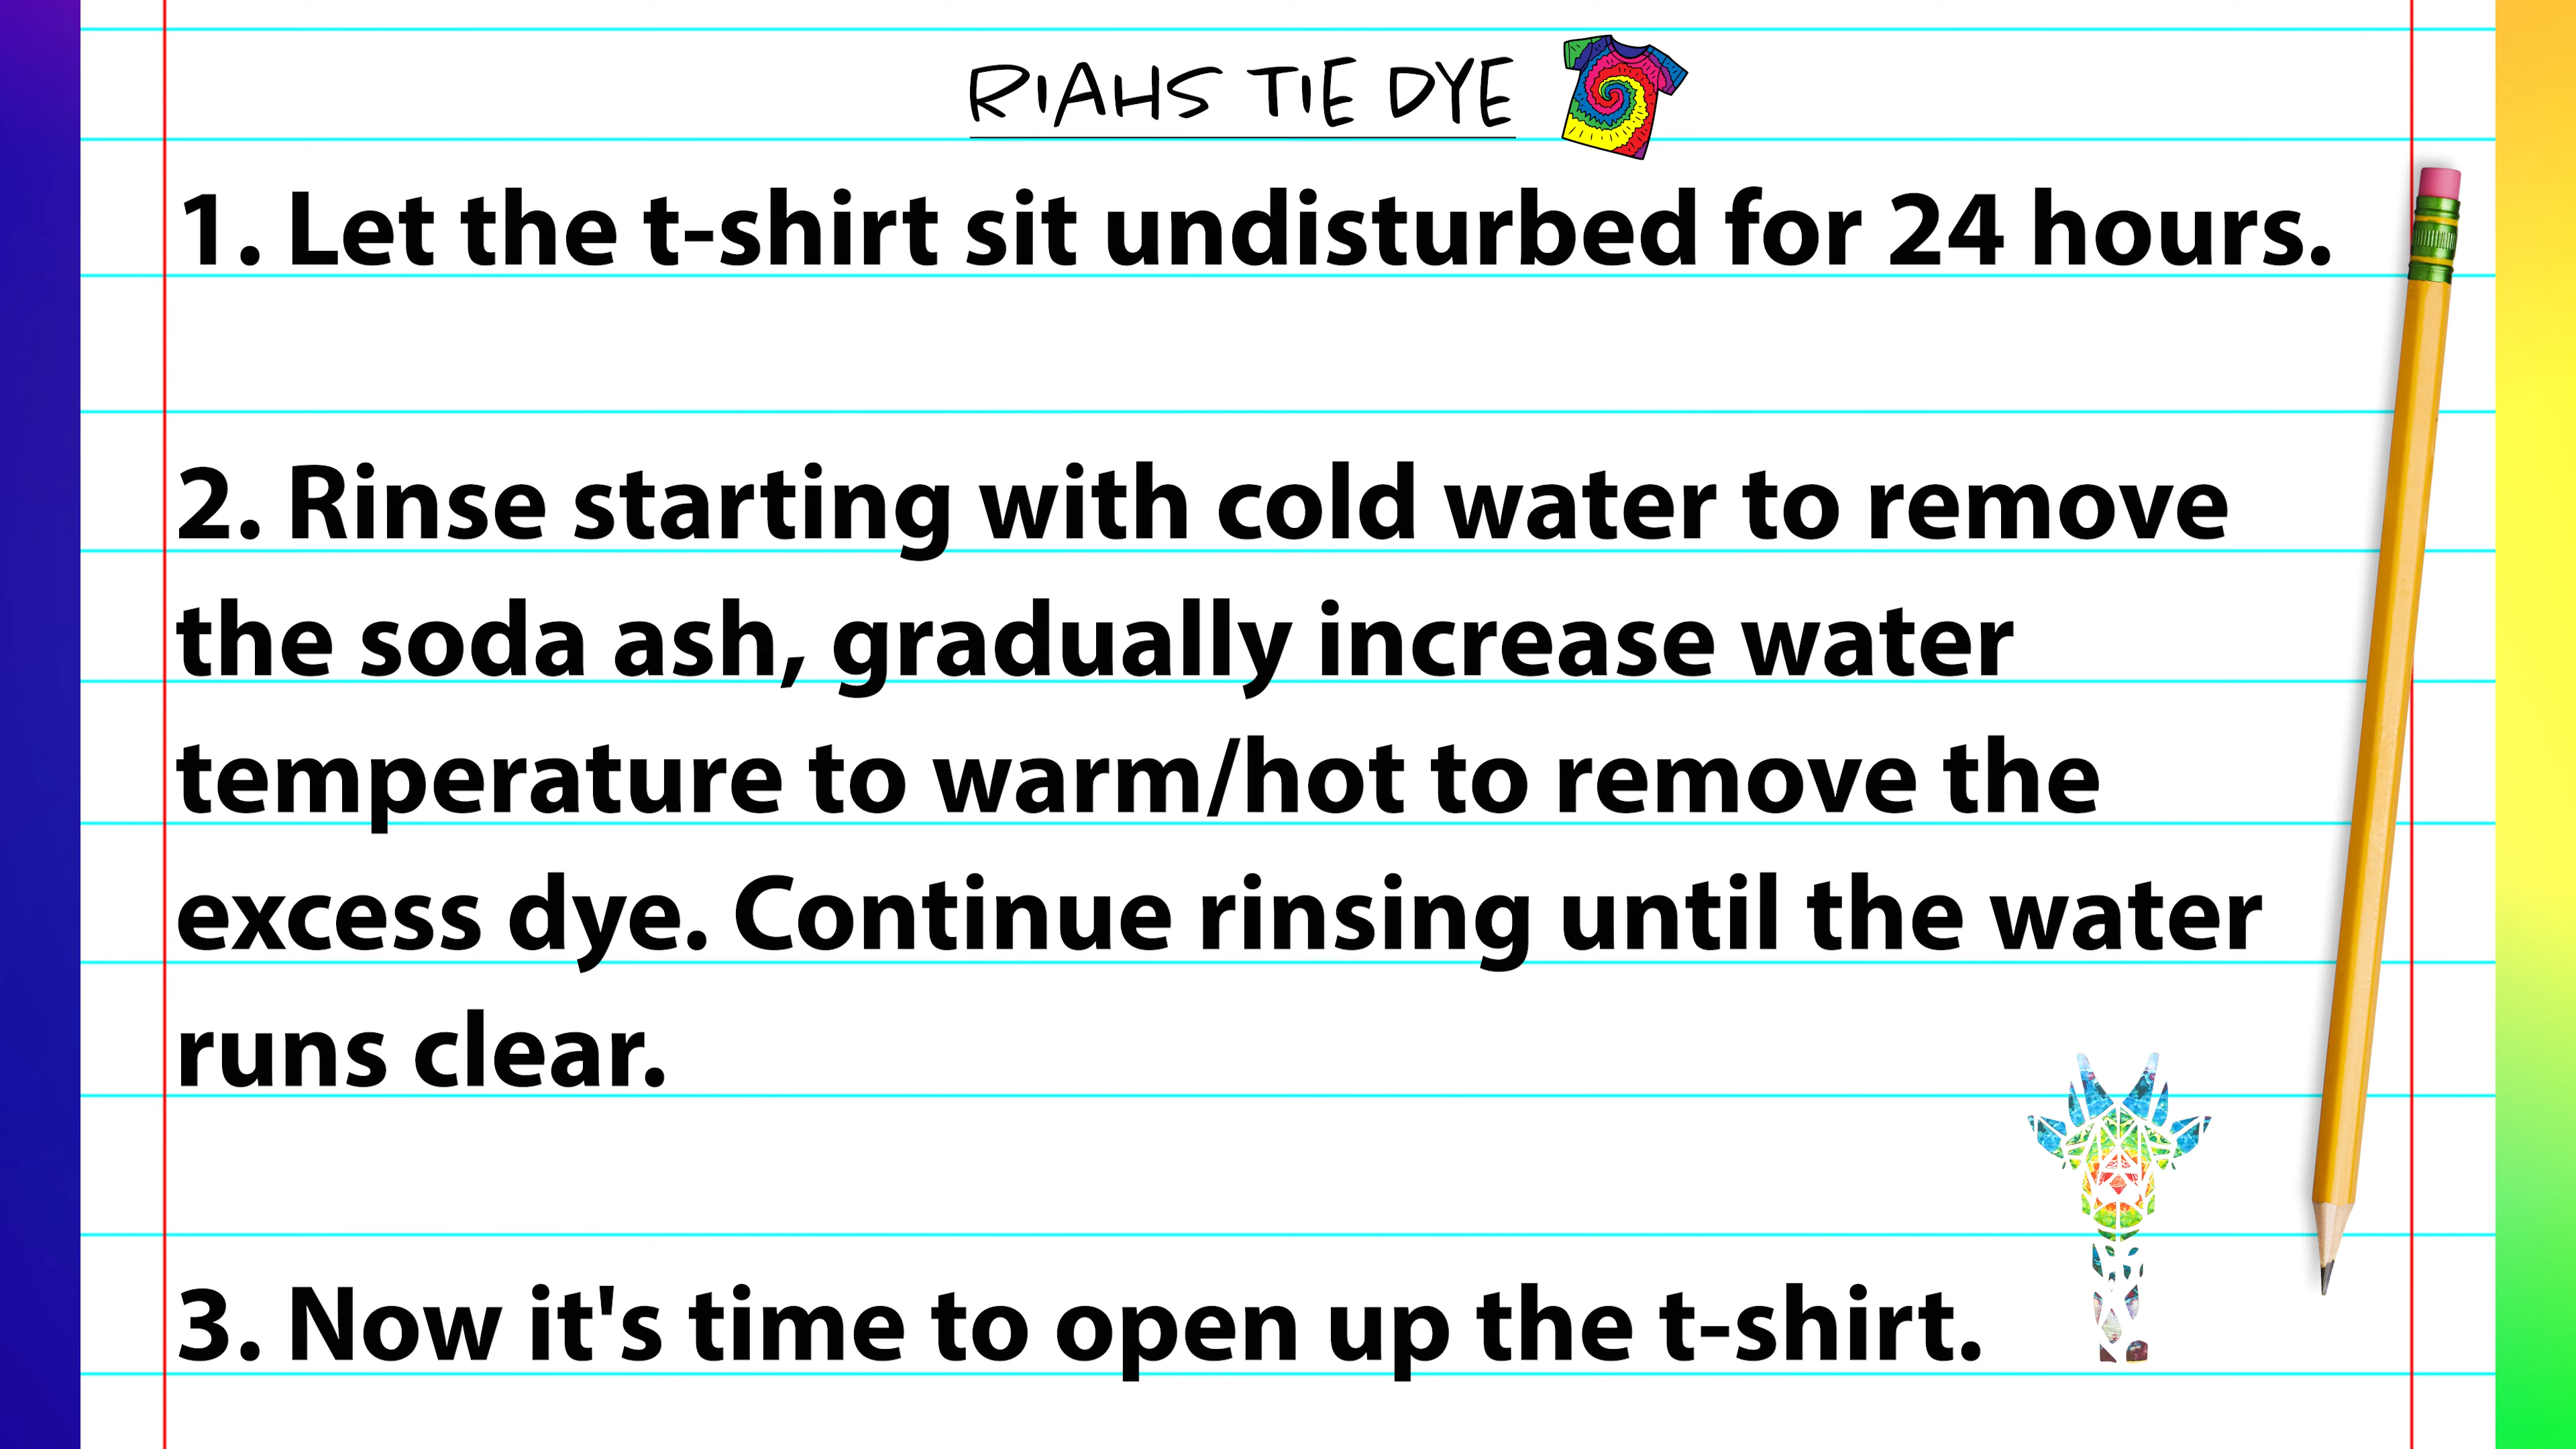 RIAHS TIE DYE
1. Let the t-shirt sit undisturbed for 24 hours.
2. Rinse starting with cold water to remove
the soda ash, gradually increase water
temperature to warm/hot to remove the
excess dye. Continue rinsing until the water
runs clear.
3. Now it's time to open up the t-shirt.